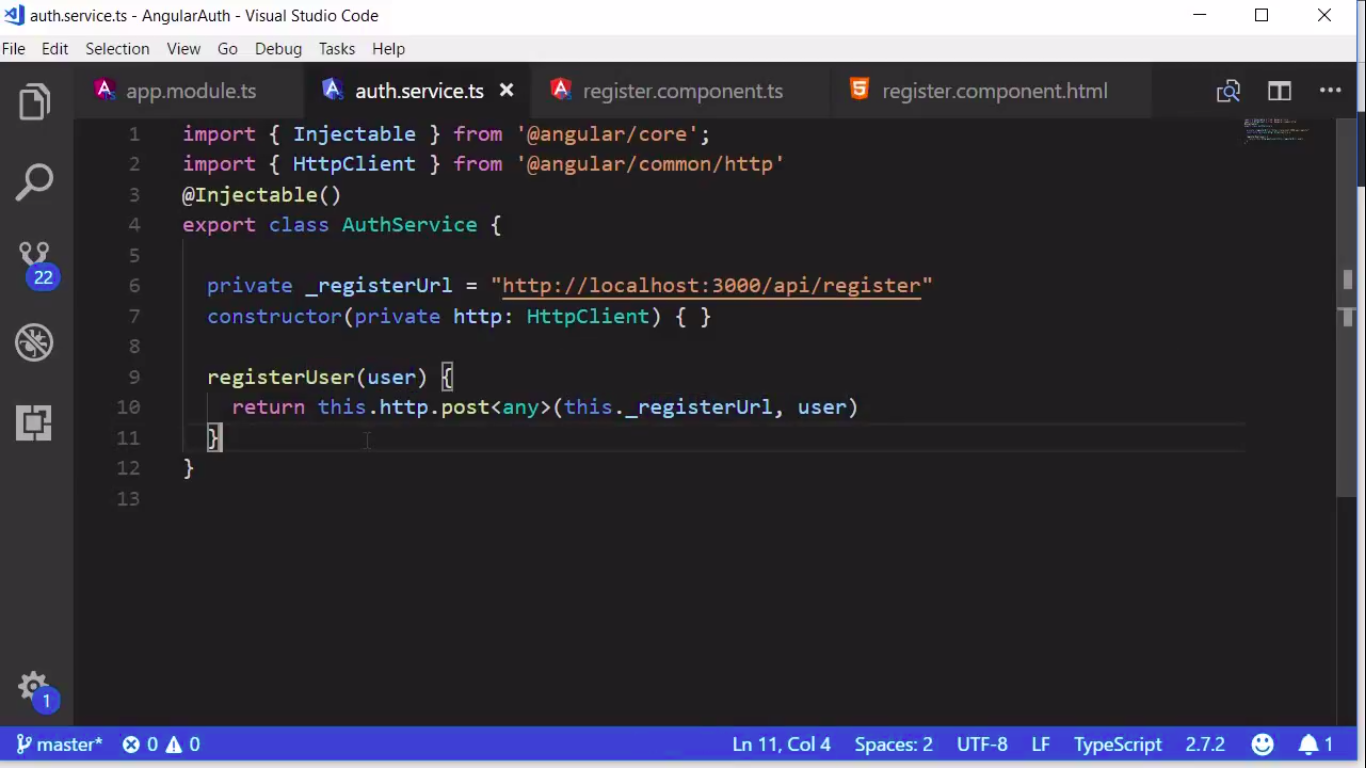 auth.service.ts - AngularAuth - Visual Studio Code
File Edit Selection View Go Debug Tasks Help
app.module.ts auth.service.ts register.component.ts register.component.html
1 import { Injectable } from '@angular/core';
2 import { HttpClient } from '@angular/common/http'
3 @Injectable()
4 export class AuthService {
5
6 private _registerUrl = "http://localhost:3000/api/register"
7 constructor(private http: HttpClient) { }
8
9 registerUser(user) {
10 return this.http.post<any>(this._registerUrl, user)
11 }
12 }
13
22
1
master* 0 0 Ln 11, Col 4 Spaces: 2 UTF-8 LF TypeScript 2.7.2 1